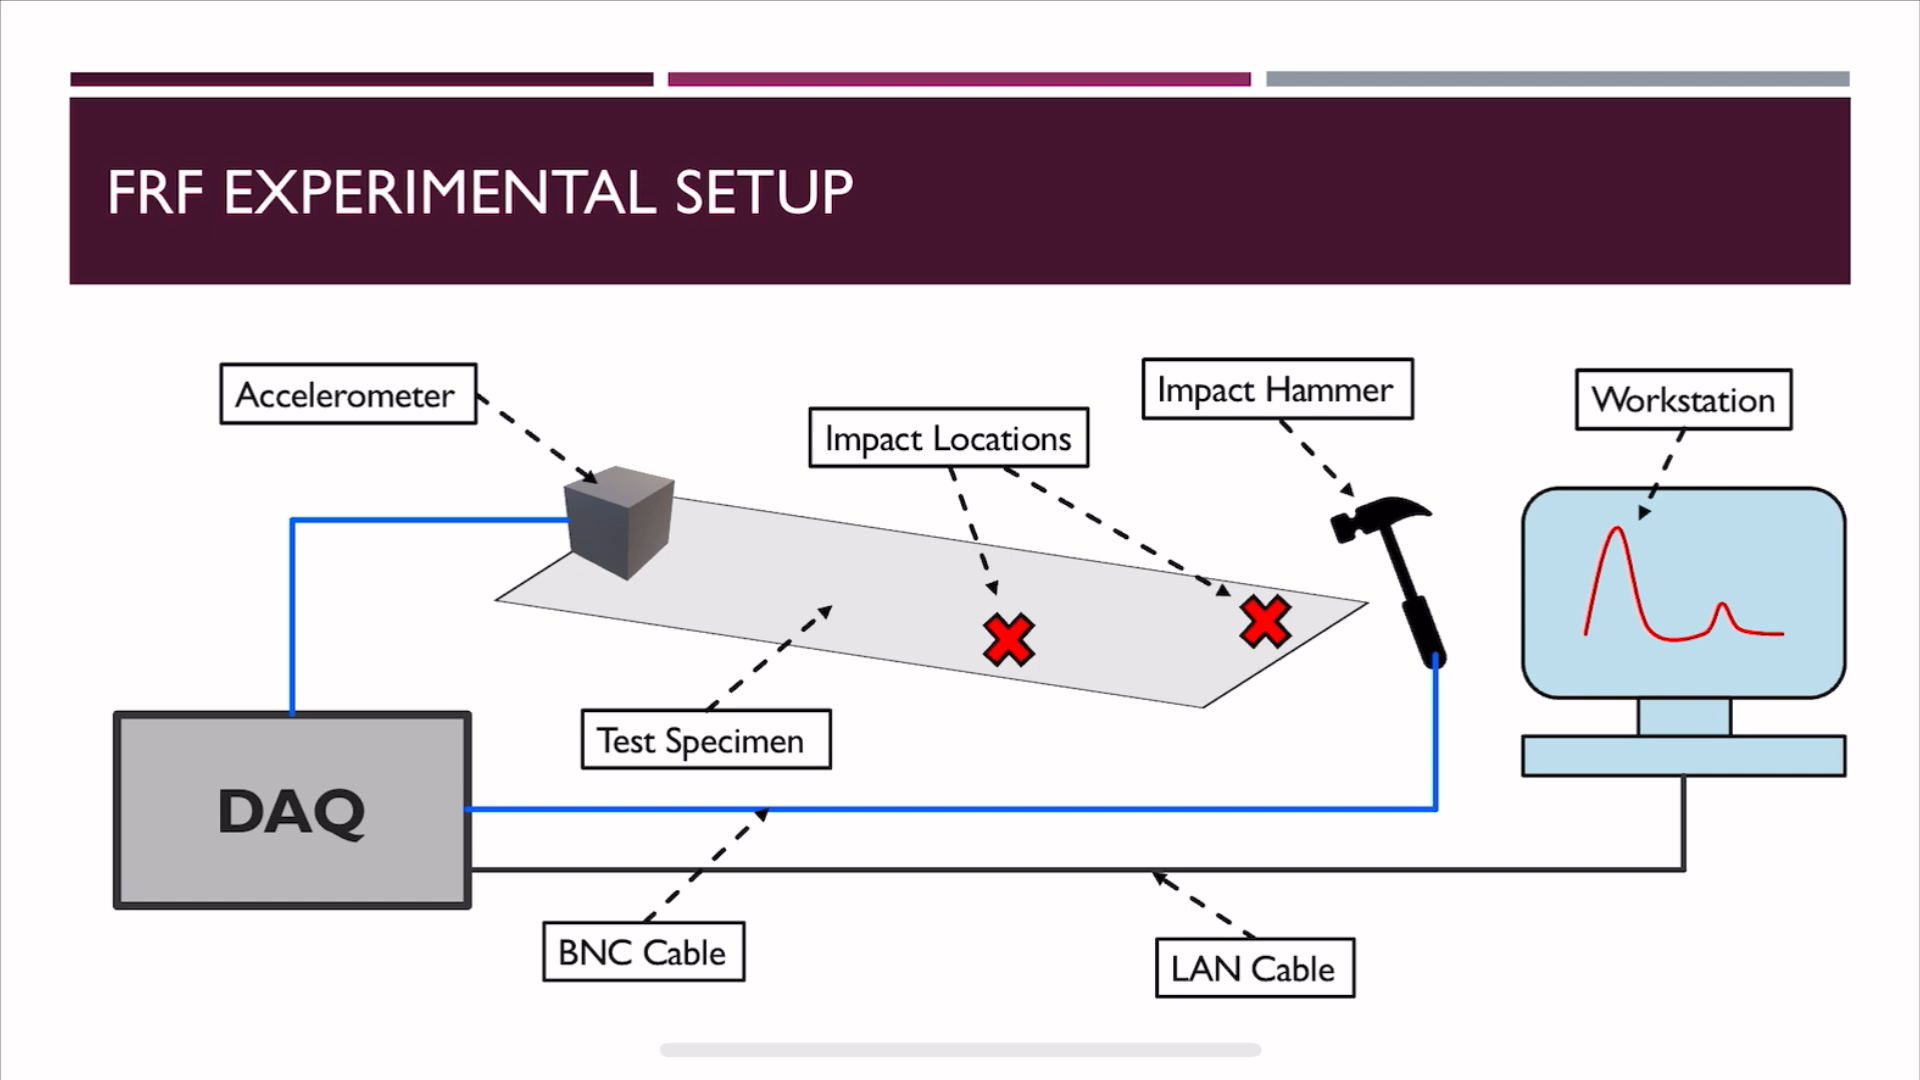 FRF EXPERIMENTAL SETUP
Accelerometer
Impact Locations
Impact Hammer
Workstation
Test Specimen
DAQ
BNC Cable
LAN Cable